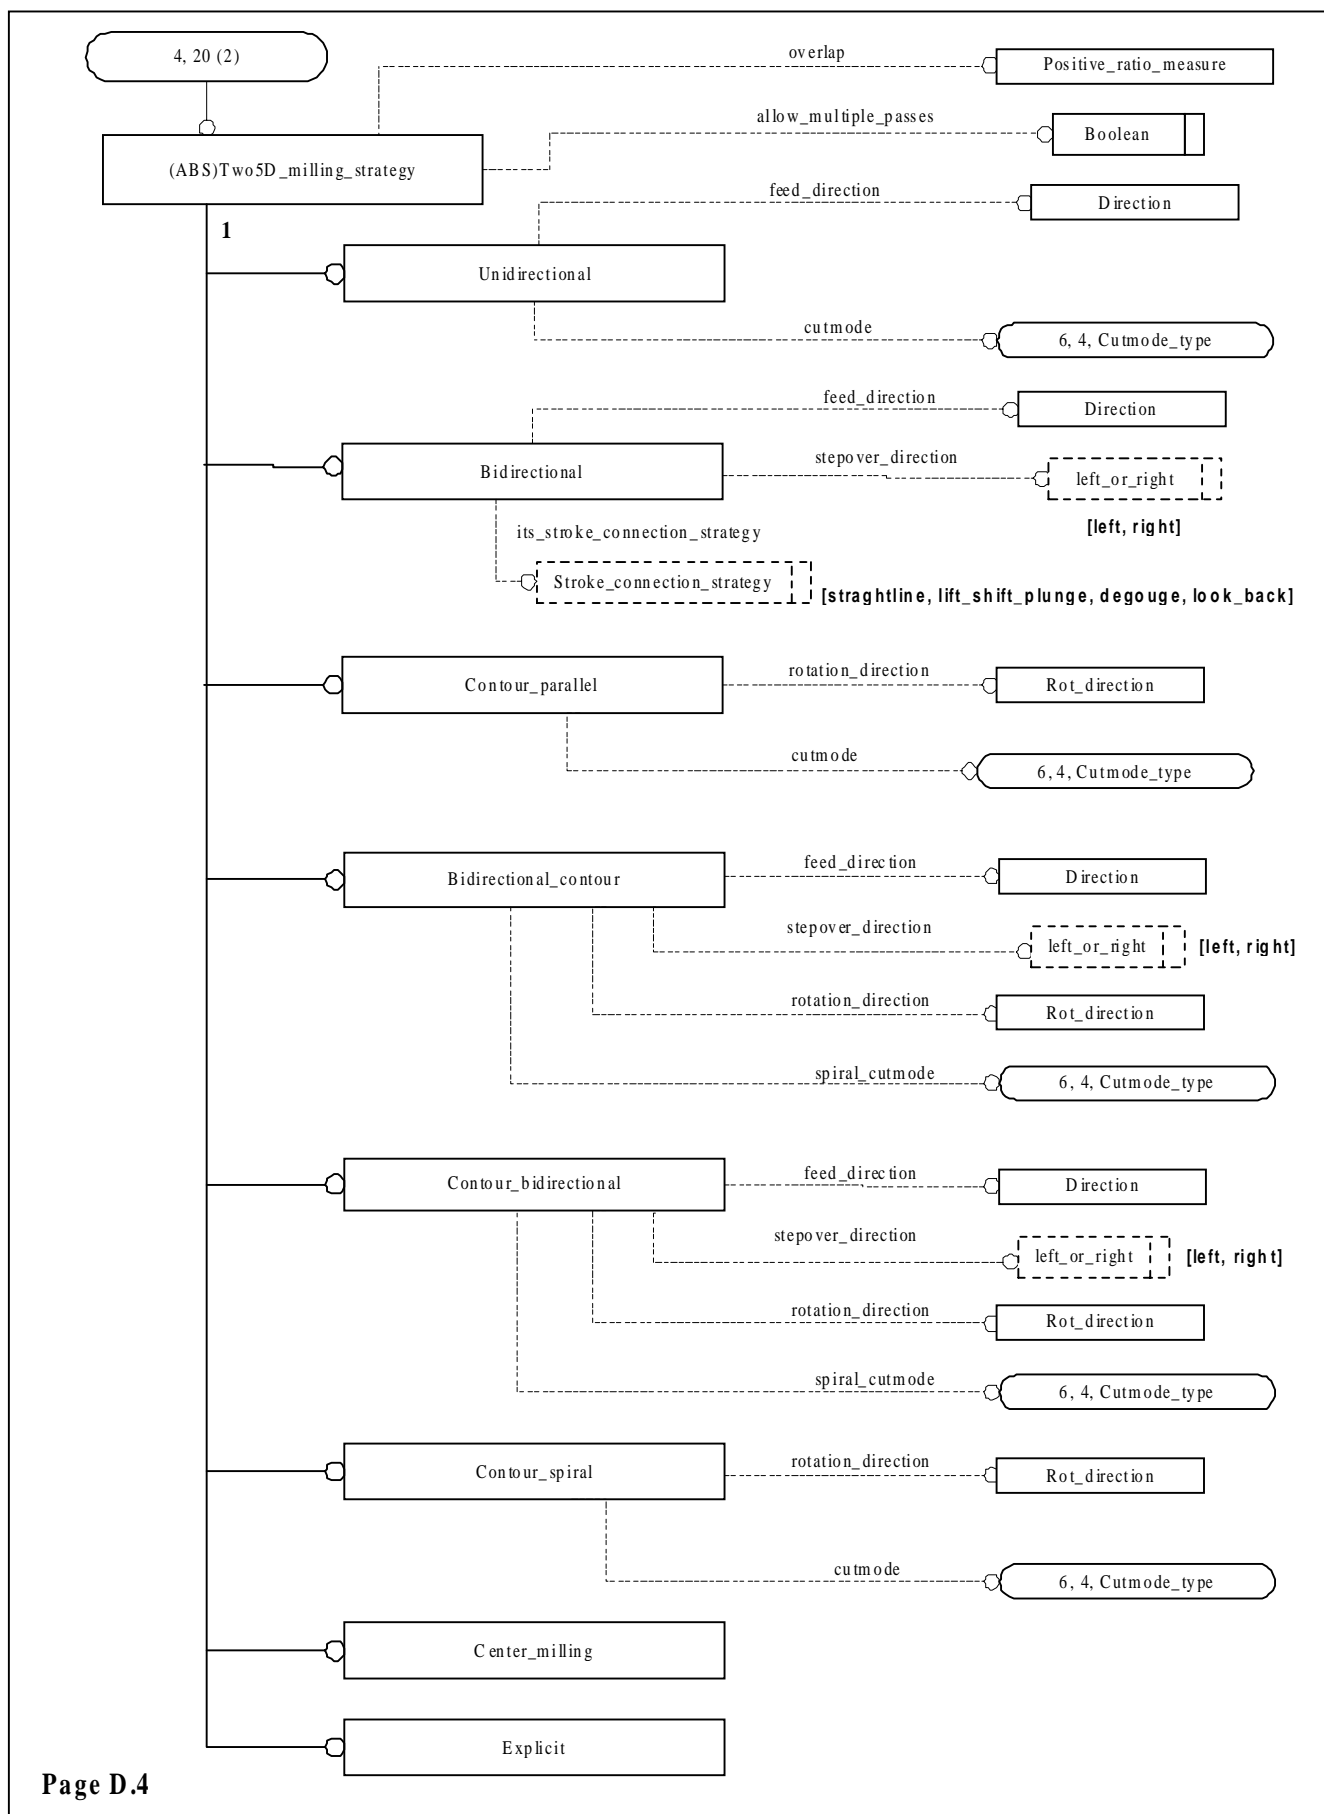 4, 20 (2)
overlap
Positive_ratio_measure
allow_multiple_passes
Boolean
(ABS)Two5D_milling_strategy
feed_direction
Direction
1
Unidirectional
cutmode
6, 4, Cutmode_type
feed_direction
Direction
Bidirectional
stepover_direction
left_or_right
[left, right]
its_stroke_connection_strategy
Stroke_connection_strategy
[straghtline, lift_shift_plunge, degouge, look_back]
Contour_parallel
rotation_direction
Rot_direction
cutmode
6, 4, Cutmode_type
Bidirectional_contour
feed_direction
Direction
stepover_direction
left_or_right
[left, right]
rotation_direction
Rot_direction
spiral_cutmode
6, 4, Cutmode_type
Contour_bidirectional
feed_direction
Direction
stepover_direction
left_or_right
[left, right]
rotation_direction
Rot_direction
spiral_cutmode
6, 4, Cutmode_type
Contour_spiral
rotation_direction
Rot_direction
cutmode
6, 4, Cutmode_type
Center_milling
Explicit
Page D.4